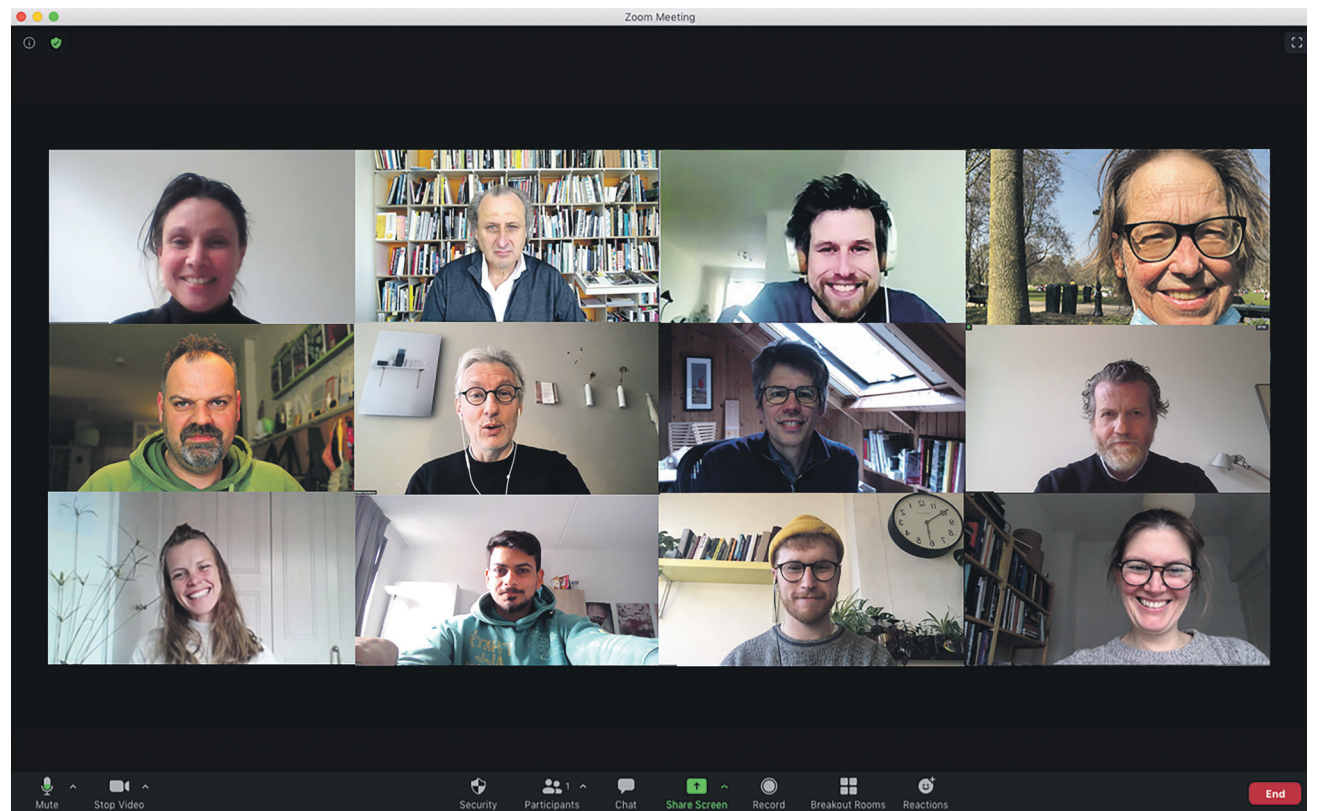 Zoom Meeting
Mute
Stop Video
Security
Participants
1
Chat
Share Screen
Record
Breakout Rooms
Reactions
End